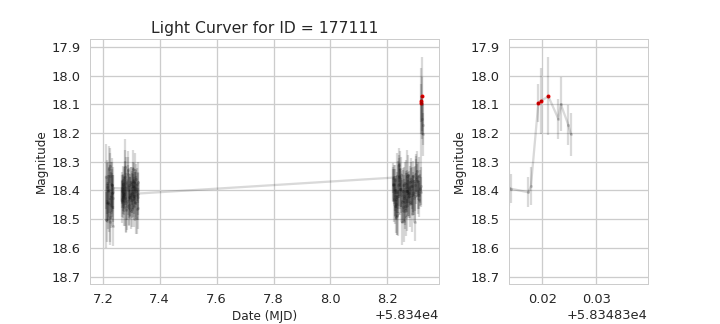 Light Curver for ID = 177111
Magnitude
17.9
18.0
18.1
18.2
18.3
18.4
18.5
18.6
18.7
7.2 7.4 7.6 7.8 8.0 8.2
Date (MJD)
+5.834e4
Magnitude
17.9
18.0
18.1
18.2
18.3
18.4
18.5
18.6
18.7
0.02 0.03
+5.83483e4